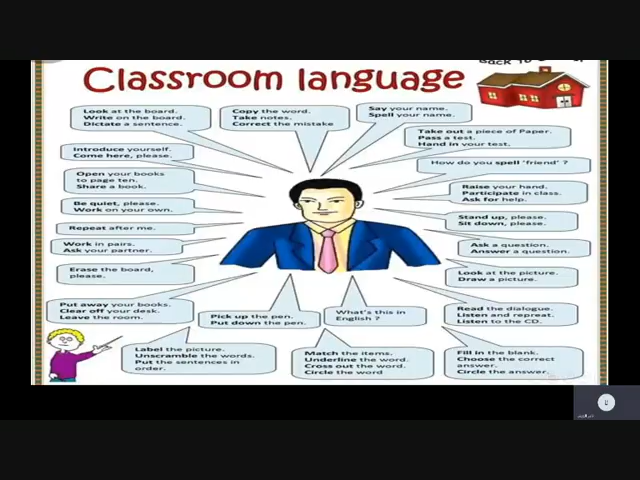 Back To
Classroom language
Look at the board.
Write on the board.
Dictate a sentence.
Copy the word.
Take notes.
Correct the mistake
Say your name.
Spell your name.
Take out a piece of Paper.
Pass a test.
Hand in your test.
Introduce yourself.
Come here, please.
How do you spell 'friend' ?
Open your books
to page ten.
Share a book.
Raise your hand.
Participate in class.
Ask for help.
Be quiet, please.
Work on your own.
Stand up, please.
Sit down, please.
Repeat after me.
Work in pairs.
Ask your partner.
Ask a question.
Answer a question.
Erase the board,
please.
Look at the picture.
Draw a picture.
Put away your books.
Clear off your desk.
Leave the room.
Pick up the pen.
Put down the pen.
What's this in
English ?
Read the dialogue.
Listen and repeat.
Listen to the CD.
Label the picture.
Unscramble the words.
Put the sentences in
order.
Match the items.
Underline the word.
Cross out the word.
Circle the word
Fill in the blank.
Choose the correct
answer.
Circle the answer.